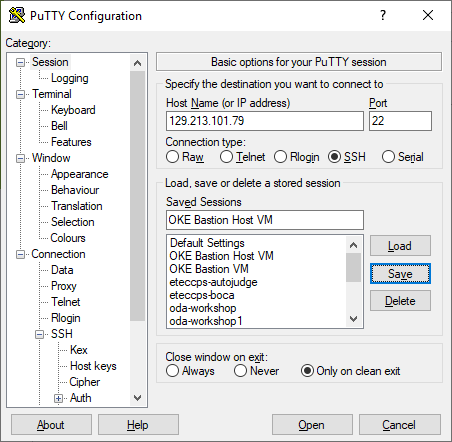 PuTTY Configuration
Category:
Session
Logging
Terminal
Keyboard
Bell
Features
Window
Appearance
Behaviour
Translation
Selection
Colours
Connection
Data
Proxy
Telnet
Rlogin
SSH
Kex
Host keys
Cipher
Auth
Basic options for your PuTTY session
Specify the destination you want to connect to
Host Name (or IP address) Port
129.213.101.79 22
Connection type:
Raw Telnet Rlogin SSH Serial
Load, save or delete a stored session
Saved Sessions
OKE Bastion Host VM
Default Settings
OKE Bastion Host VM
OKE Bastion VM
eteccps-autojudge
eteccps-boca
oda-workshop
oda-workshop1
Load
Save
Delete
Close window on exit:
Always Never Only on clean exit
About Help Open Cancel